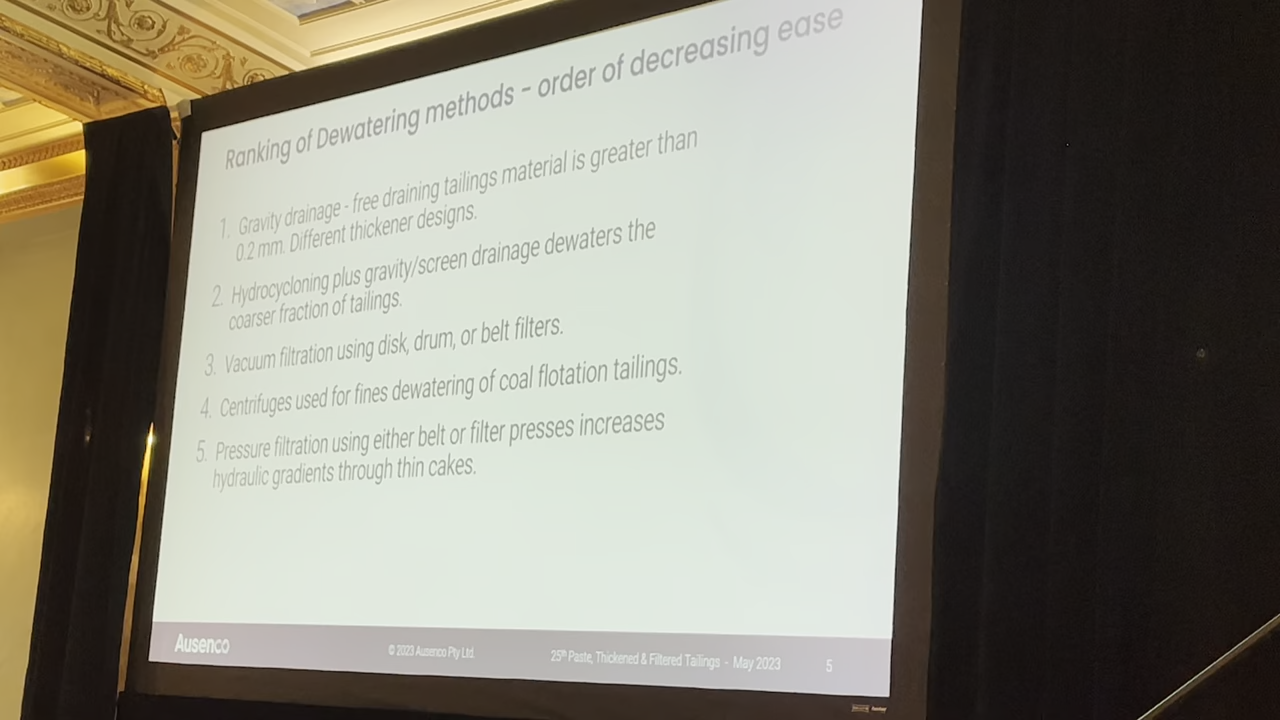 Ranking of Dewatering methods - order of decreasing ease
1. Gravity drainage - free draining tailings material is greater than
0.2 mm. Different thickener designs.
2. Hydrocycloning plus gravity/screen drainage dewaters the
coarser fraction of tailings.
3. Vacuum filtration using disk, drum, or belt filters.
4. Centrifuges used for fines dewatering of coal flotation tailings.
5. Pressure filtration using either belt or filter presses increases
hydraulic gradients through thin cakes.
Ausenco
© 2023 Ausenco Pty Ltd.
25th Paste, Thickened & Filtered Tailings - May 2023
5